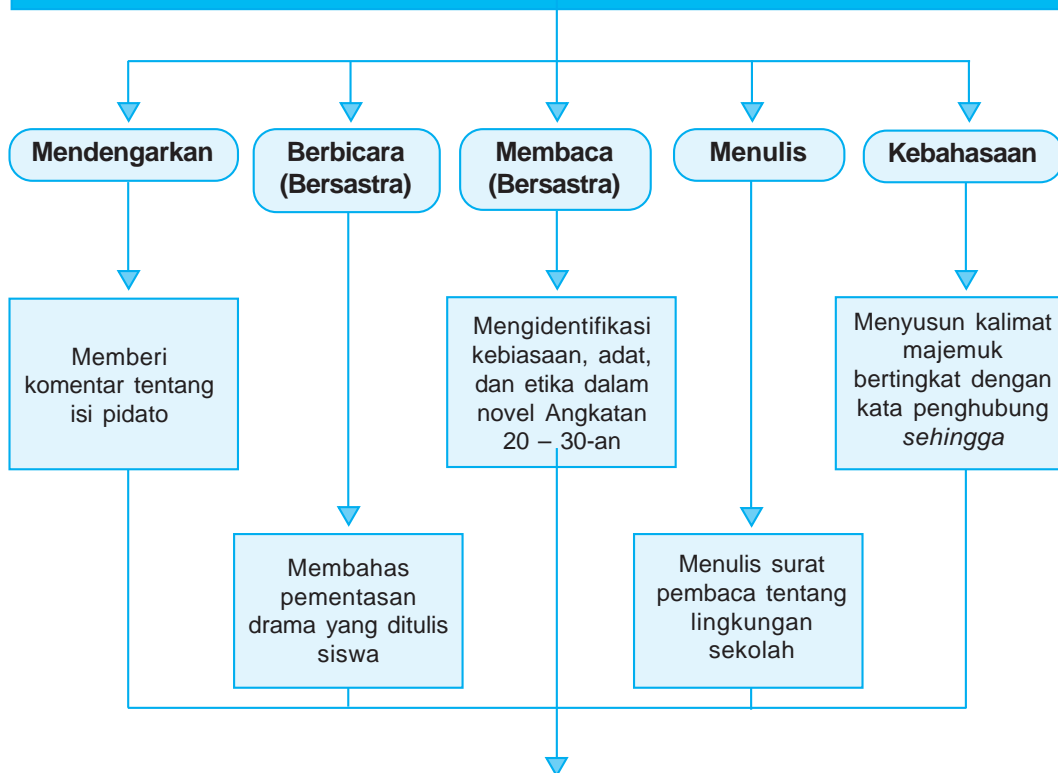 Mendengarkan
Berbicara
(Bersastra)
Membaca
(Bersastra)
Menulis
Kebahasaan
Memberi
komentar tentang
isi pidato
Mengidentifikasi
kebiasaan, adat,
dan etika dalam
novel Angkatan
20 – 30-an
Menyusun kalimat
majemuk
bertingkat dengan
kata penghubung
sehingga
Membahas
pementasan
drama yang ditulis
siswa
Menulis surat
pembaca tentang
lingkungan
sekolah